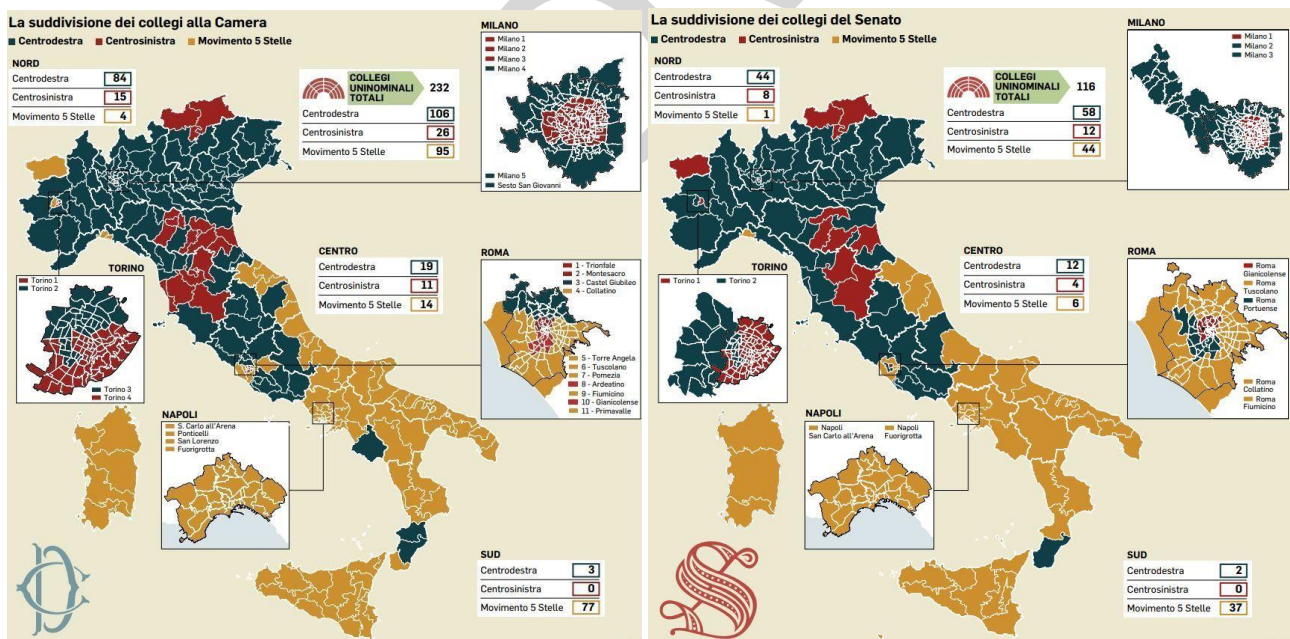 La suddivisione dei collegi alla Camera
Centrodestra Centrosinistra Movimento 5 Stelle
NORD
Centrodestra 84
Centrosinistra 15
Movimento 5 Stelle 4
COLLEGI
UNINOMINALI
TOTALI
232
Centrodestra 106
Centrosinistra 26
Movimento 5 Stelle 95
MILANO
Milano 1
Milano 2
Milano 3
Milano 4
Milano 5
Sesto San Giovanni
CENTRO
Centrodestra 19
Centrosinistra 11
Movimento 5 Stelle 14
TORINO
Torino 1
Torino 2
Torino 3
Torino 4
ROMA
1 - Trionfale
2 - Montesacro
3 - Castel Giubileo
4 - Collatino
5 - Torre Angela
6 - Tuscolano
7 - Pomezia
8 - Ardeatino
9 - Fiumicino
10 - Gianicolense
11 - Primavalle
NAPOLI
S. Carlo all'Arena
Ponticelli
San Lorenzo
Fuorigrotta
SUD
Centrodestra 3
Centrosinistra 0
Movimento 5 Stelle 77
La suddivisione dei collegi del Senato
Centrodestra Centrosinistra Movimento 5 Stelle
NORD
Centrodestra 44
Centrosinistra 8
Movimento 5 Stelle 1
COLLEGI
UNINOMINALI
TOTALI
116
Centrodestra 58
Centrosinistra 12
Movimento 5 Stelle 44
MILANO
Milano 1
Milano 2
Milano 3
CENTRO
Centrodestra 12
Centrosinistra 4
Movimento 5 Stelle 6
TORINO
Torino 1 Torino 2
ROMA
Roma
Gianicolense
Roma
Tuscolano
Roma
Portuense
Roma
Collatino
Roma
Fiumicino
NAPOLI
Napoli
San Carlo all'Arena
Napoli
Fuorigrotta
SUD
Centrodestra 2
Centrosinistra 0
Movimento 5 Stelle 37